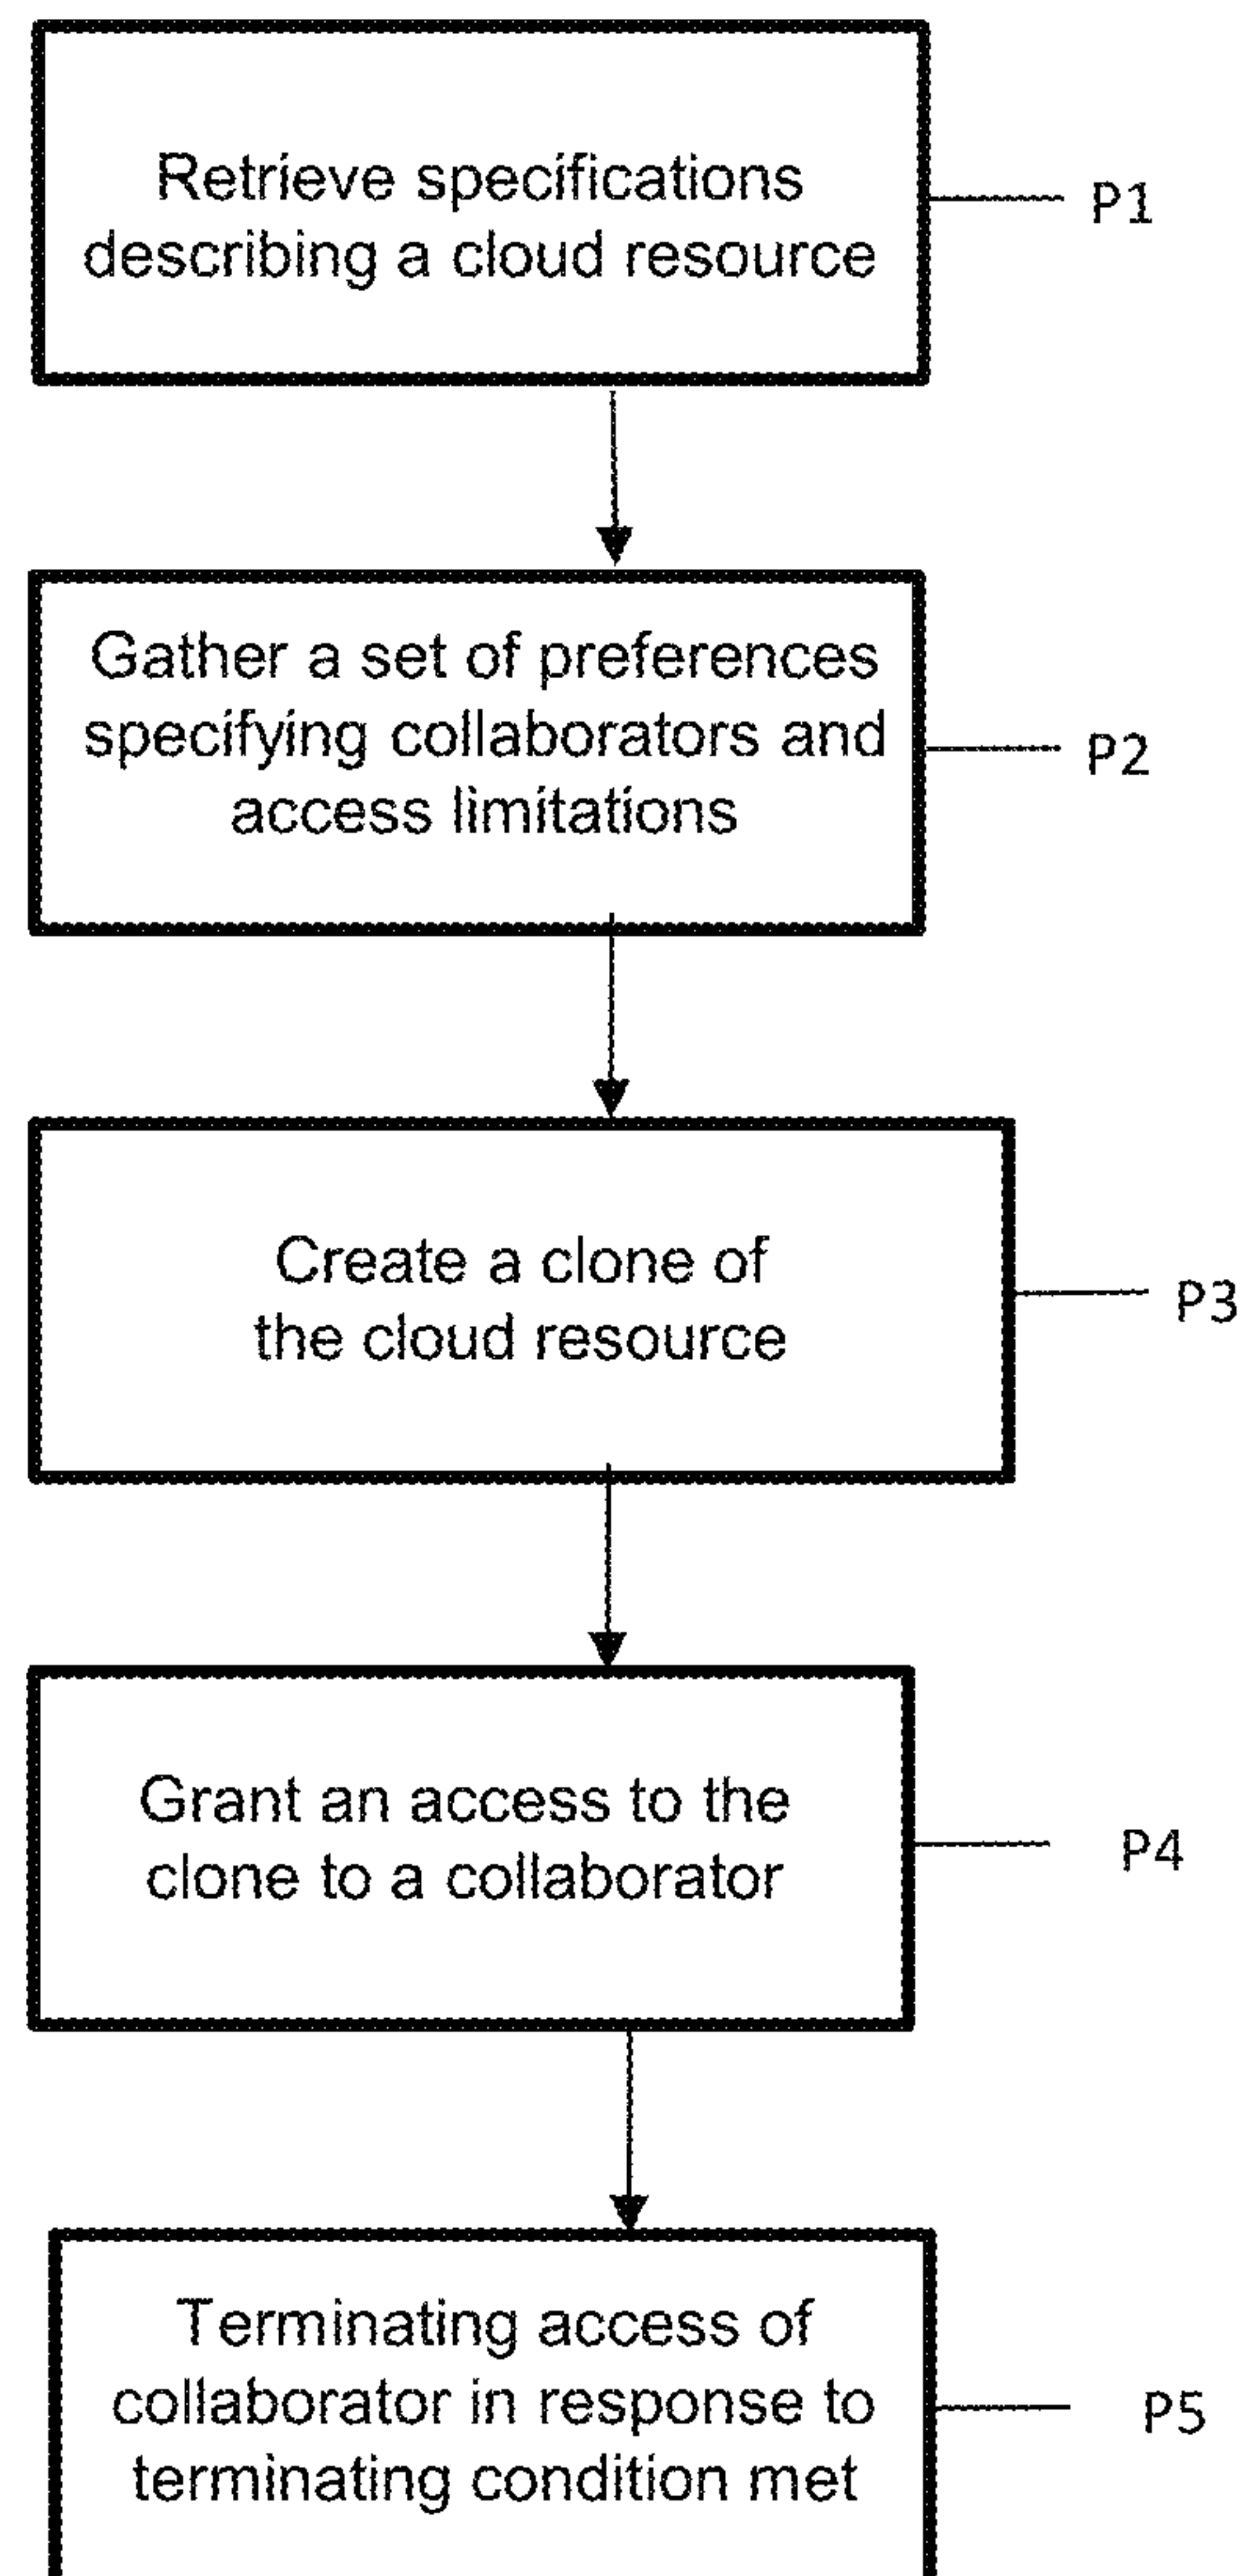 Retrieve specifications
describing a cloud resource
P1
Gather a set of preferences
specifying collaborators and
access limitations
P2
Create a clone of
the cloud resource
P3
Grant an access to the
clone to a collaborator
P4
Terminating access of
collaborator in response to
terminating condition met
P5